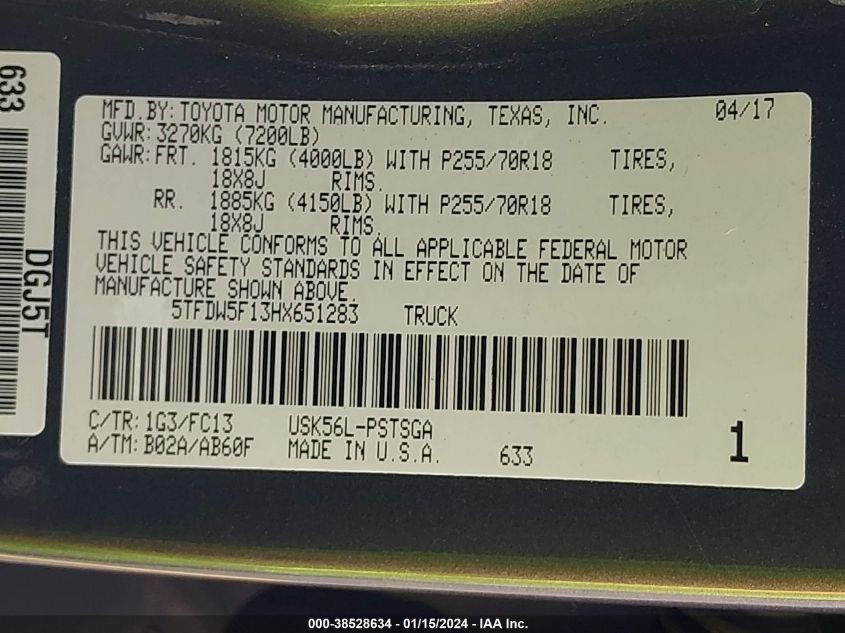 633
DGJ5T
MFD.BY:TOYOTA MOTOR MANUFACTURING, TEXAS, INC. 04/17
GVWR:3270KG (7200LB)
GAWR:FRT. 1815KG (4000LB) WITH P255/70R18 TIRES,
18X8J RIMS.
RR. 1885KG (4150LB) WITH P255/70R18 TIRES,
18X8J RIMS.
THIS VEHICLE CONFORMS TO ALL APPLICABLE FEDERAL MOTOR
VEHICLE SAFETY STANDARDS IN EFFECT ON THE DATE OF
MANUFACTURE SHOWN ABOVE.
5TFDW5F13HX651283 TRUCK
C/TR:1G3/FC13 USK56L-PSTSGA
A/TM:B02A/AB60F MADE IN U.S.A. 633 1
000-38528634 - 01/15/2024 - IAA Inc.